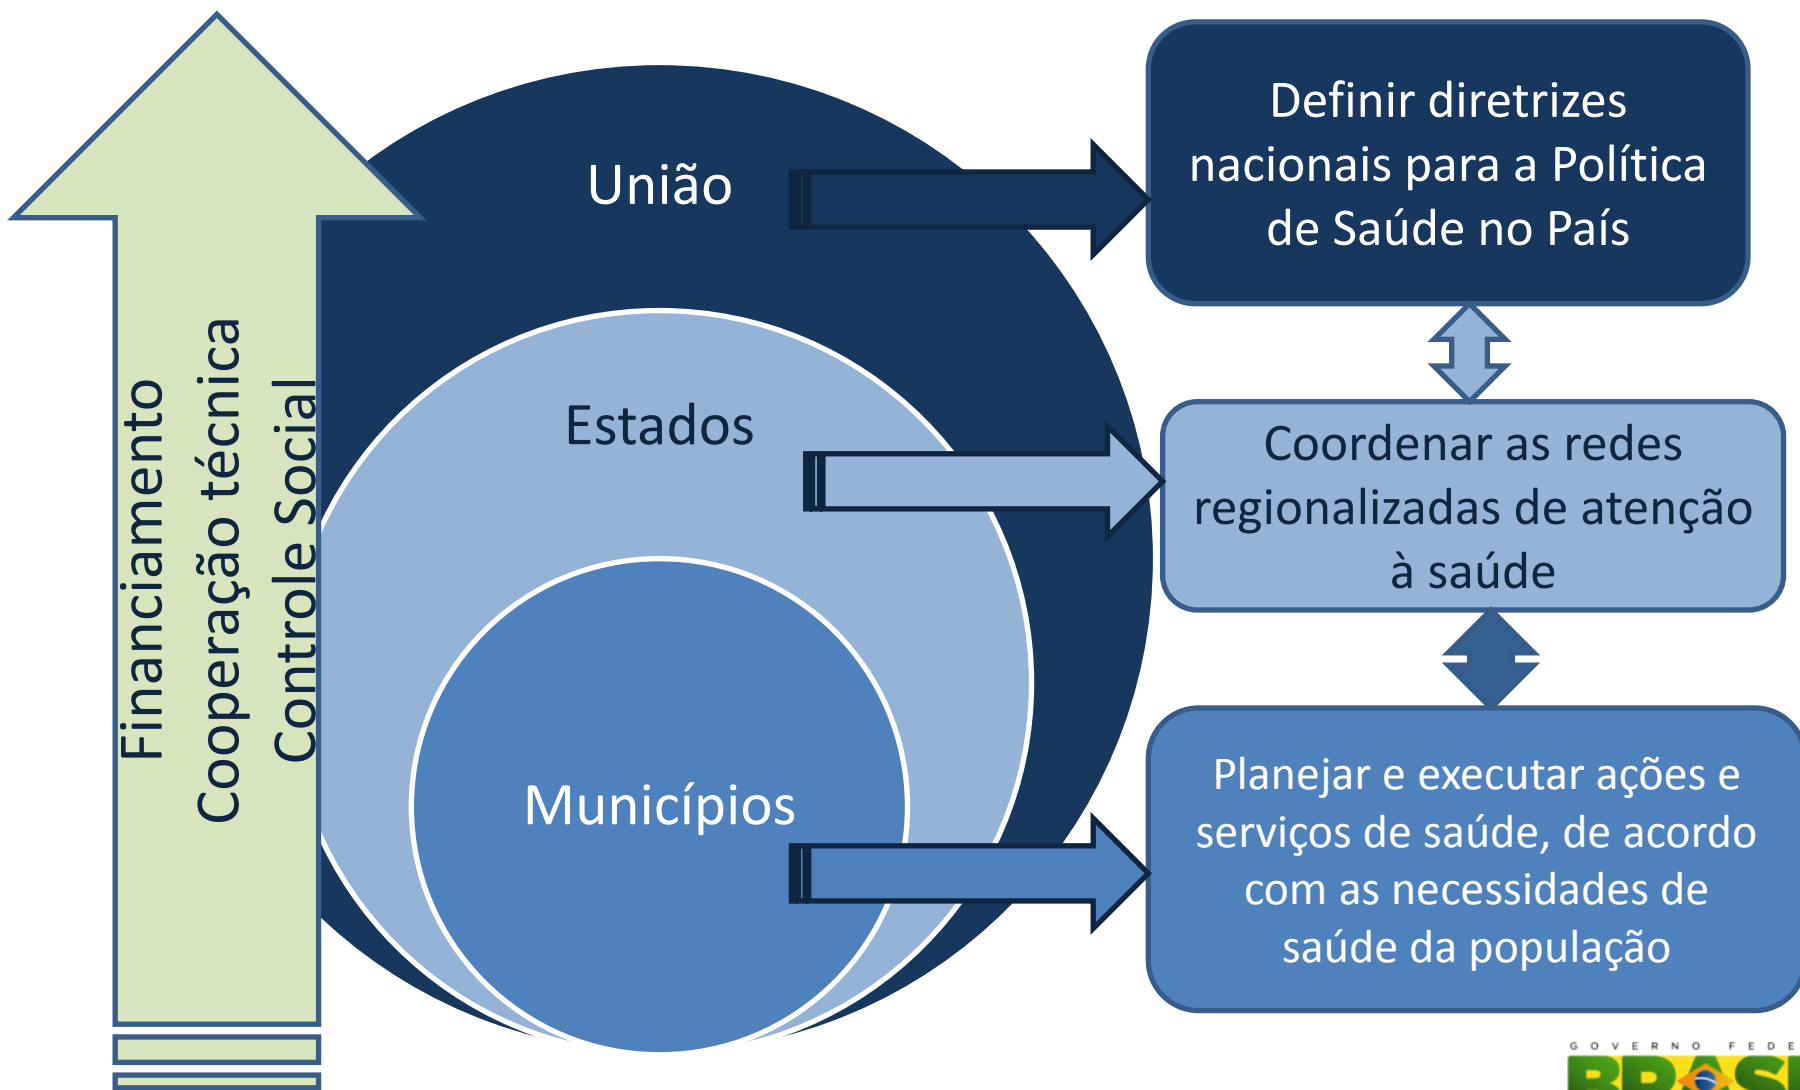 Financiamento
Cooperação técnica
Controle Social
União
Estados
Municípios
Definir diretrizes
nacionais para a Política
de Saúde no País
Coordenar as redes
regionalizadas de atenção
à saúde
Planejar e executar ações e
serviços de saúde, de acordo
com as necessidades de
saúde da população
GOVERNO FEDE